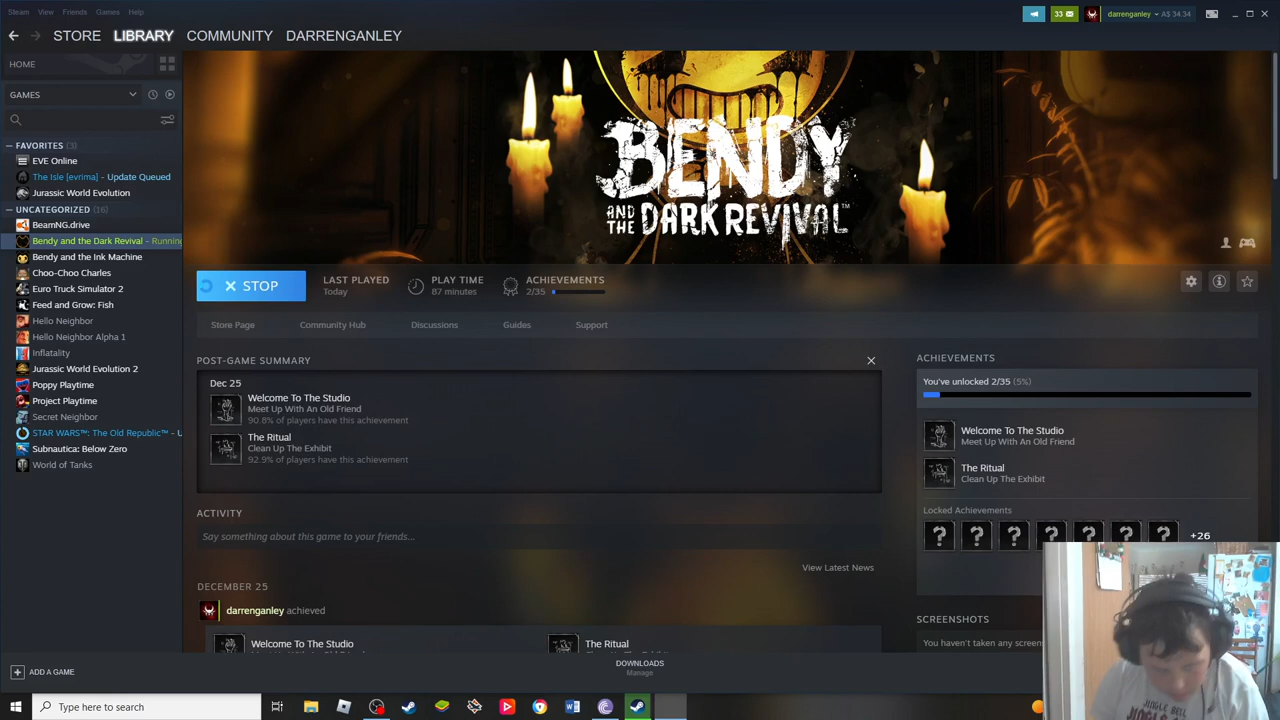 Steam View Friends Games Help
33 darrenganley A$ 34.34
STORE LIBRARY COMMUNITY DARRENGANLEY
HOME
GAMES
FAVORITES (3)
EVE Online
The Isle [evrima] - Update Queued
Jurassic World Evolution
UNCATEGORIZED (16)
BeamNG.drive
Bendy and the Dark Revival - Running
Bendy and the Ink Machine
Choo-Choo Charles
Euro Truck Simulator 2
Feed and Grow: Fish
Hello Neighbor
Hello Neighbor Alpha 1
Inflatality
Jurassic World Evolution 2
Poppy Playtime
Project Playtime
Secret Neighbor
STAR WARS™: The Old Republic™ - U
Subnautica: Below Zero
World of Tanks
ADD A GAME
BENDY
AND THE DARK REVIVAL™
STOP
LAST PLAYED
Today
PLAY TIME
87 minutes
ACHIEVEMENTS
2/35
Store Page Community Hub Discussions Guides Support
POST-GAME SUMMARY
Dec 25
Welcome To The Studio
Meet Up With An Old Friend
90.8% of players have this achievement
The Ritual
Clean Up The Exhibit
92.9% of players have this achievement
ACTIVITY
Say something about this game to your friends...
View Latest News
DECEMBER 25
darrenganley achieved
Welcome To The Studio
The Ritual
ACHIEVEMENTS
You've unlocked 2/35 (5%)
Welcome To The Studio
Meet Up With An Old Friend
The Ritual
Clean Up The Exhibit
Locked Achievements
+26
SCREENSHOTS
You haven't taken any screens
DOWNLOADS
Manage
Type here to search
JINGLE BELL